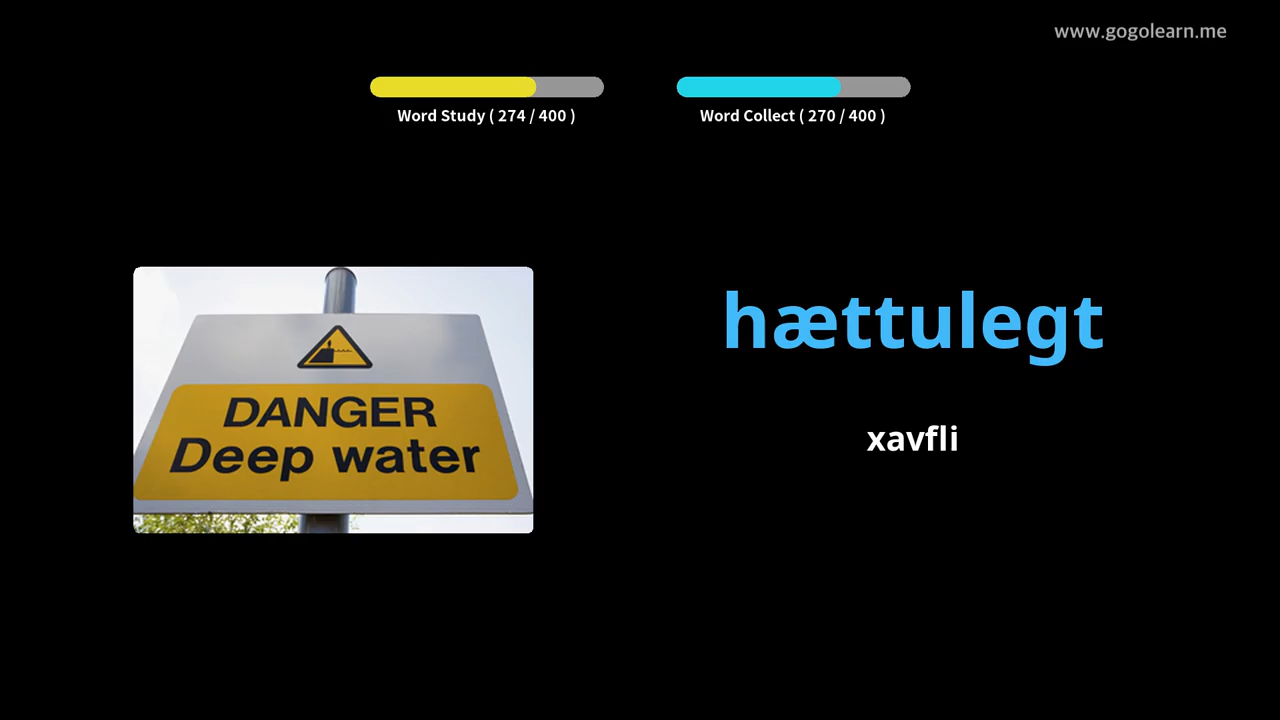 www.gogolearn.me
Word Study ( 274 / 400 )
Word Collect ( 270 / 400 )
DANGER
Deep water
hættulegt
xavfli